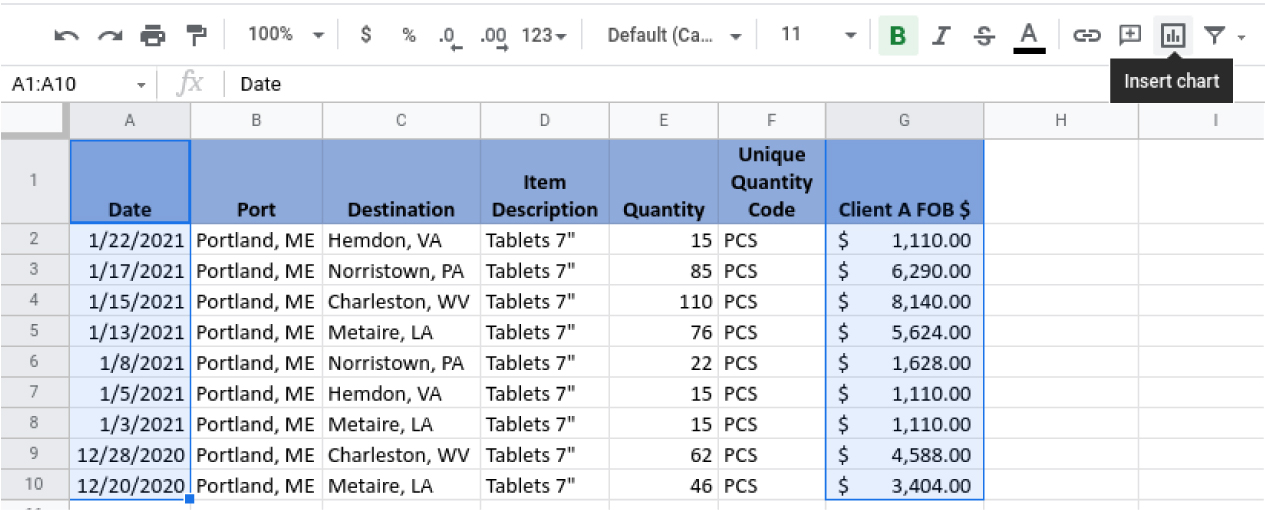 100% $ % .0 .00 123 Default (Ca... 11 B I S A
Insert chart
A1:A10 fx Date
A B C D E F G H I
1 Date Port Destination Item Description Quantity Unique Quantity Code Client A FOB $
2 1/22/2021 Portland, ME Hemdon, VA Tablets 7" 15 PCS $ 1,110.00
3 1/17/2021 Portland, ME Norristown, PA Tablets 7" 85 PCS $ 6,290.00
4 1/15/2021 Portland, ME Charleston, WV Tablets 7" 110 PCS $ 8,140.00
5 1/13/2021 Portland, ME Metaire, LA Tablets 7" 76 PCS $ 5,624.00
6 1/8/2021 Portland, ME Norristown, PA Tablets 7" 22 PCS $ 1,628.00
7 1/5/2021 Portland, ME Hemdon, VA Tablets 7" 15 PCS $ 1,110.00
8 1/3/2021 Portland, ME Metaire, LA Tablets 7" 15 PCS $ 1,110.00
9 12/28/2020 Portland, ME Charleston, WV Tablets 7" 62 PCS $ 4,588.00
10 12/20/2020 Portland, ME Metaire, LA Tablets 7" 46 PCS $ 3,404.00